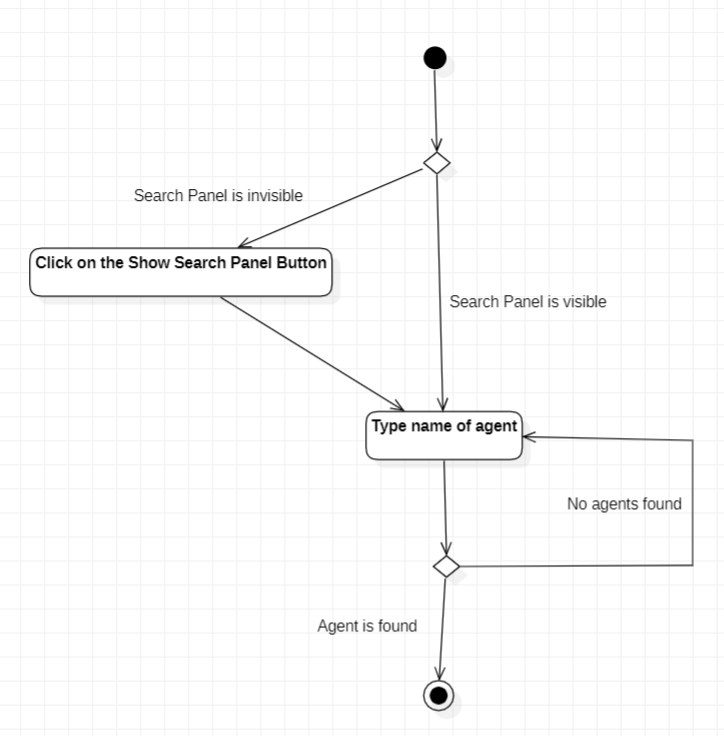 Search Panel is invisible
Click on the Show Search Panel Button
Search Panel is visible
Type name of agent
No agents found
Agent is found